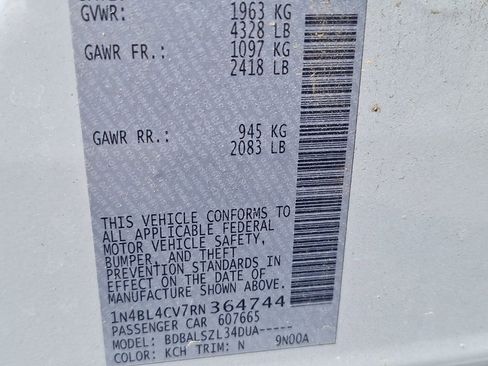 GVWR: 1963 KG
4328 LB
GAWR FR.: 1097 KG
2418 LB
GAWR RR.: 945 KG
2083 LB
THIS VEHICLE CONFORMS TO
ALL APPLICABLE FEDERAL
MOTOR VEHICLE SAFETY,
BUMPER, AND THEFT
PREVENTION STANDARDS IN
EFFECT ON THE DATE OF
MANUFACTURE SHOWN ABOVE.
1N4BL4CV7RN364744
PASSENGER CAR 607665
MODEL: BDBALSZL34DUA-----
COLOR: KCH TRIM: N 9N00A